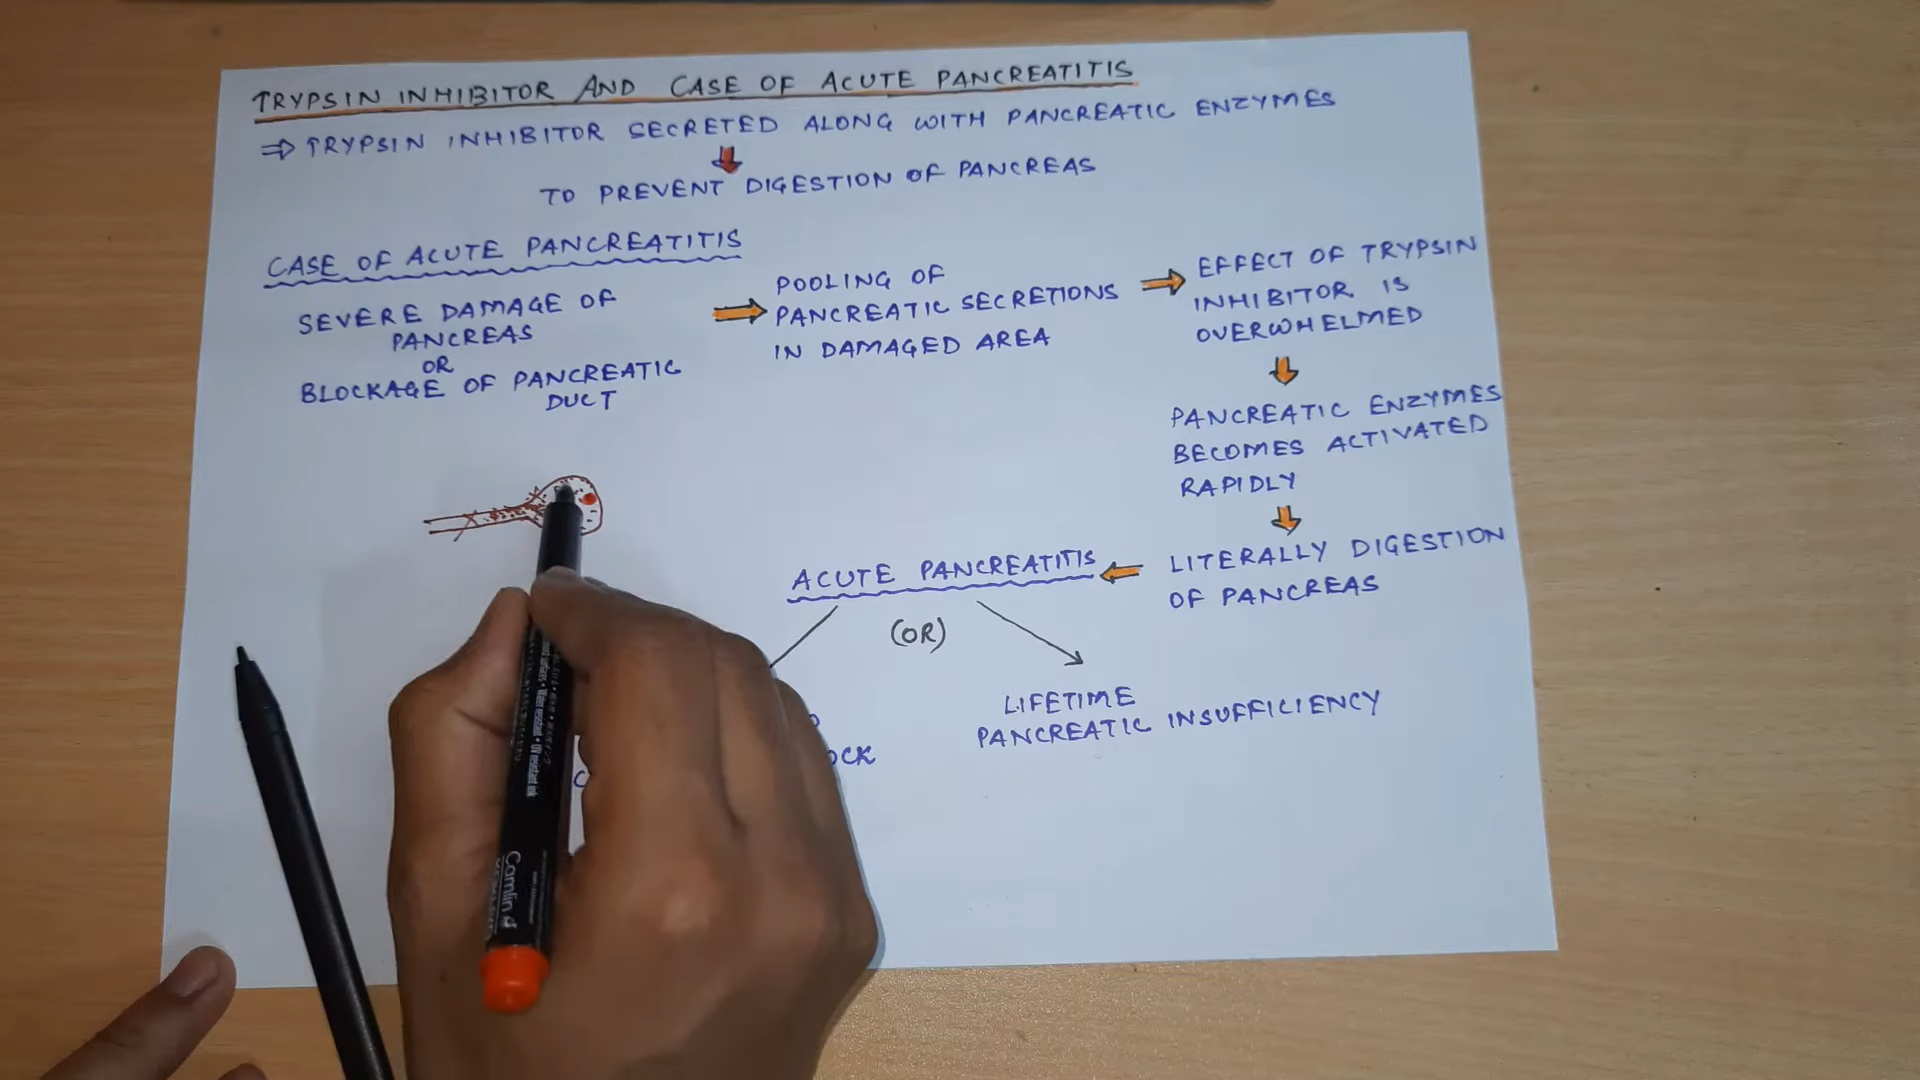 TRYPSIN INHIBITOR AND CASE OF ACUTE PANCREATITIS
⇒ TRYPSIN INHIBITOR SECRETED ALONG WITH PANCREATIC ENZYMES
TO PREVENT DIGESTION OF PANCREAS
CASE OF ACUTE PANCREATITIS
SEVERE DAMAGE OF
PANCREAS
OR
BLOCKAGE OF PANCREATIC
DUCT
POOLING OF
PANCREATIC SECRETIONS
IN DAMAGED AREA
EFFECT OF TRYPSIN
INHIBITOR IS
OVERWHELMED
PANCREATIC ENZYMES
BECOMES ACTIVATED
RAPIDLY
LITERALLY DIGESTION
OF PANCREAS
ACUTE PANCREATITIS
(OR)
LIFETIME
PANCREATIC INSUFFICIENCY
OCK
Camlin